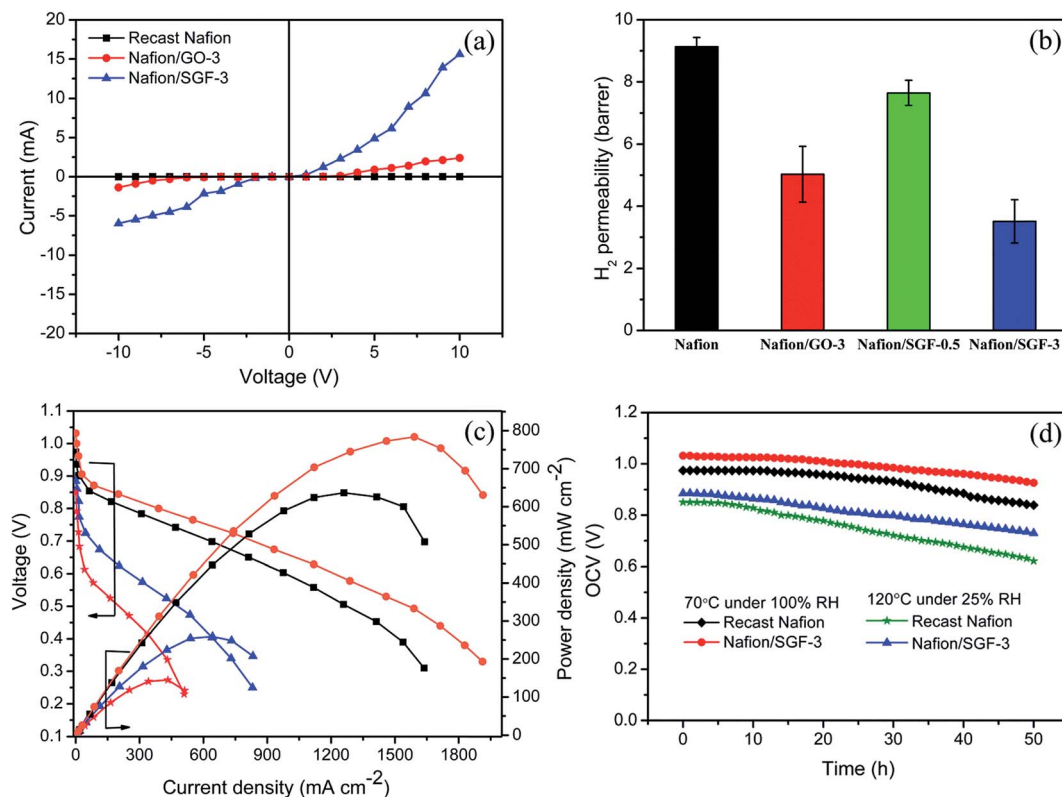 (a)
Recast Nafion
Nafion/GO-3
Nafion/SGF-3
20
15
10
5
0
-5
-10
-15
-20
Current (mA)
-10
-5
0
5
10
Voltage (V)
(b)
10
8
6
4
2
0
H₂ permeability (barrer)
Nafion
Nafion/GO-3
Nafion/SGF-0.5
Nafion/SGF-3
(c)
1.1
1.0
0.9
0.8
0.7
0.6
0.5
0.4
0.3
0.2
0.1
Voltage (V)
800
700
600
500
400
300
200
100
0
Power density (mW cm⁻²)
0
300
600
900
1200
1500
1800
Current density (mA cm⁻²)
(d)
1.2
1.0
0.8
0.6
0.4
0.2
0.0
OCV (V)
70°C under 100% RH
Recast Nafion
Nafion/SGF-3
120°C under 25% RH
Recast Nafion
Nafion/SGF-3
0
10
20
30
40
50
Time (h)